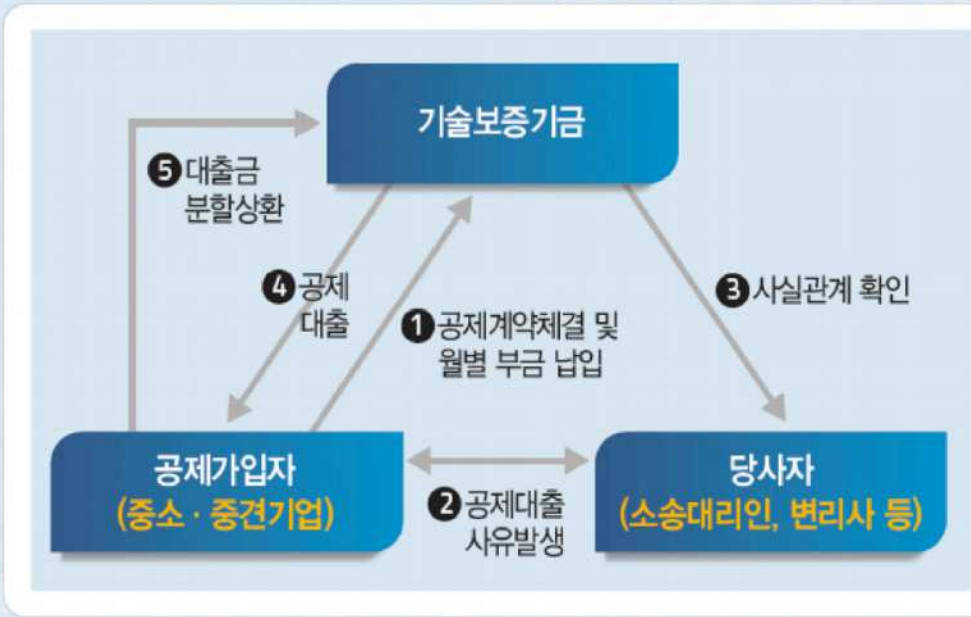 기술보증기금
❺ 대출금
분할상환
❹ 공제
대출
❶ 공제계약체결 및
월별 부금 납입
❸ 사실관계 확인
공제가입자
(중소 · 중견기업)
❷ 공제대출
사유발생
당사자
(소송대리인, 변리사 등)